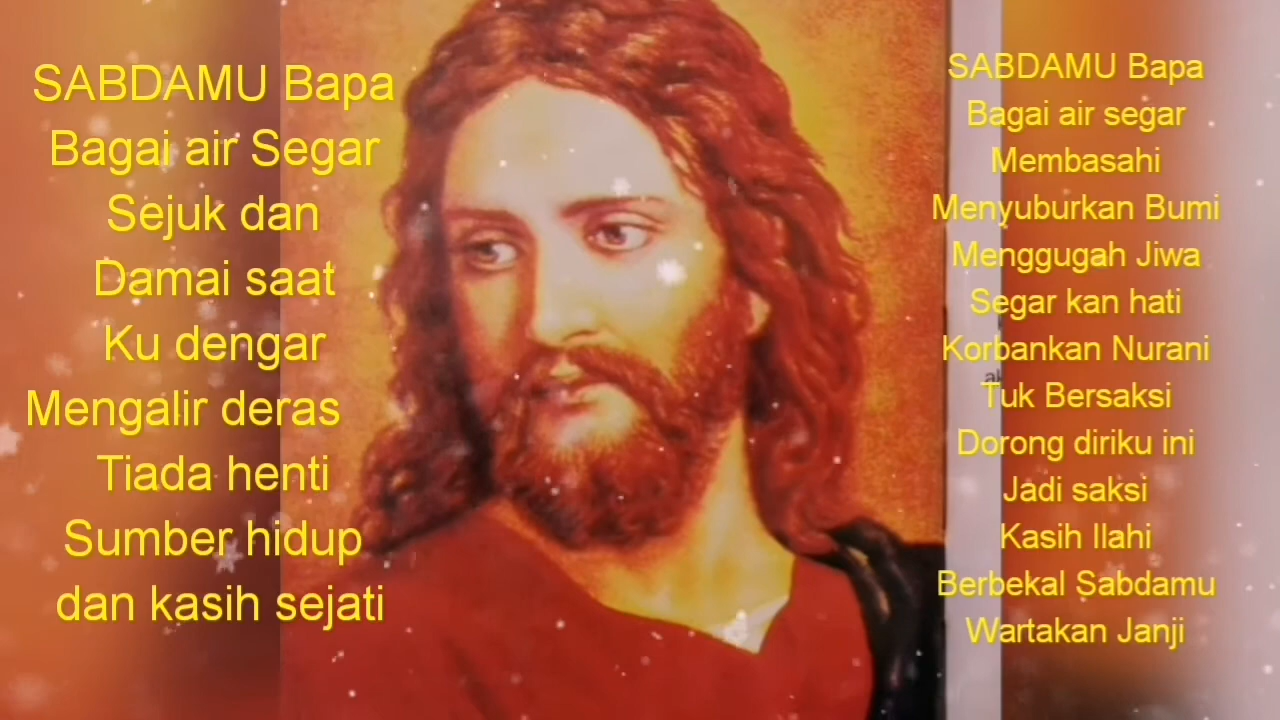 SABDAMU Bapa
Bagai air Segar
Sejuk dan
Damai saat
Ku dengar
Mengalir deras
Tiada henti
Sumber hidup
dan kasih sejati
SABDAMU Bapa
Bagai air segar
Membasahi
Menyuburkan Bumi
Menggugah Jiwa
Segar kan hati
Korbankan Nurani
Tuk Bersaksi
Dorong diriku ini
Jadi saksi
Kasih Ilahi
Berbekal Sabdamu
Wartakan Janji